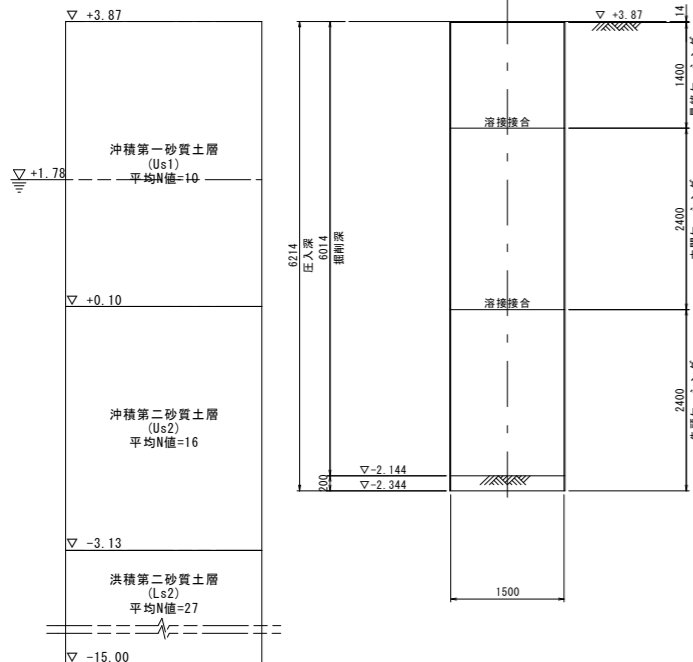 ▽ +3.87
沖積第一砂質土層
(Us1)
平均N値=10
▽ +1.78
▽ +0.10
沖積第二砂質土層
(Us2)
平均N値=16
▽ -3.13
洪積第二砂質土層
(Ls2)
平均N値=27
▽ -15.00
▽ +3.87
14
1400
溶接接合
2400
溶接接合
2400
6214
圧入深
6014
掘削深
200
▽-2.144
▽-2.344
1500